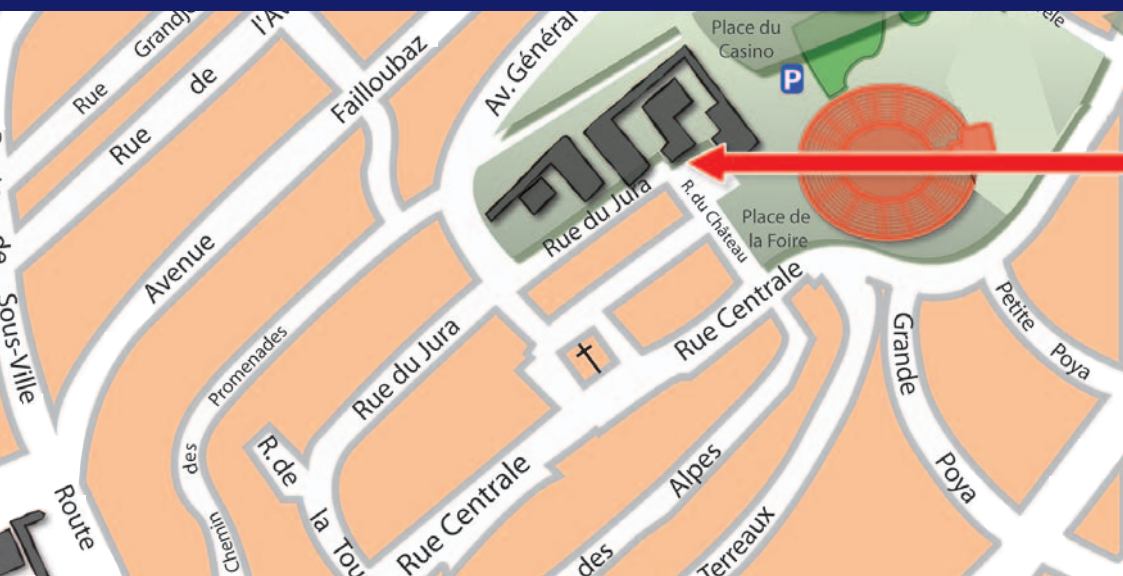 Rue Grandj
l'Av
Rue de
Failloubaz
Avenue
Av. Général
Place du
Casino
P
R. du Château
Rue du Jura
Place de
la Foire
Rue Centrale
Petite
Poya
Grande
Poya
Sous-Ville
Promenades
des
Chemin
Rue du Jura
R. de
la Tou
Rue Centrale
Route
des
Alpes
Terreaux